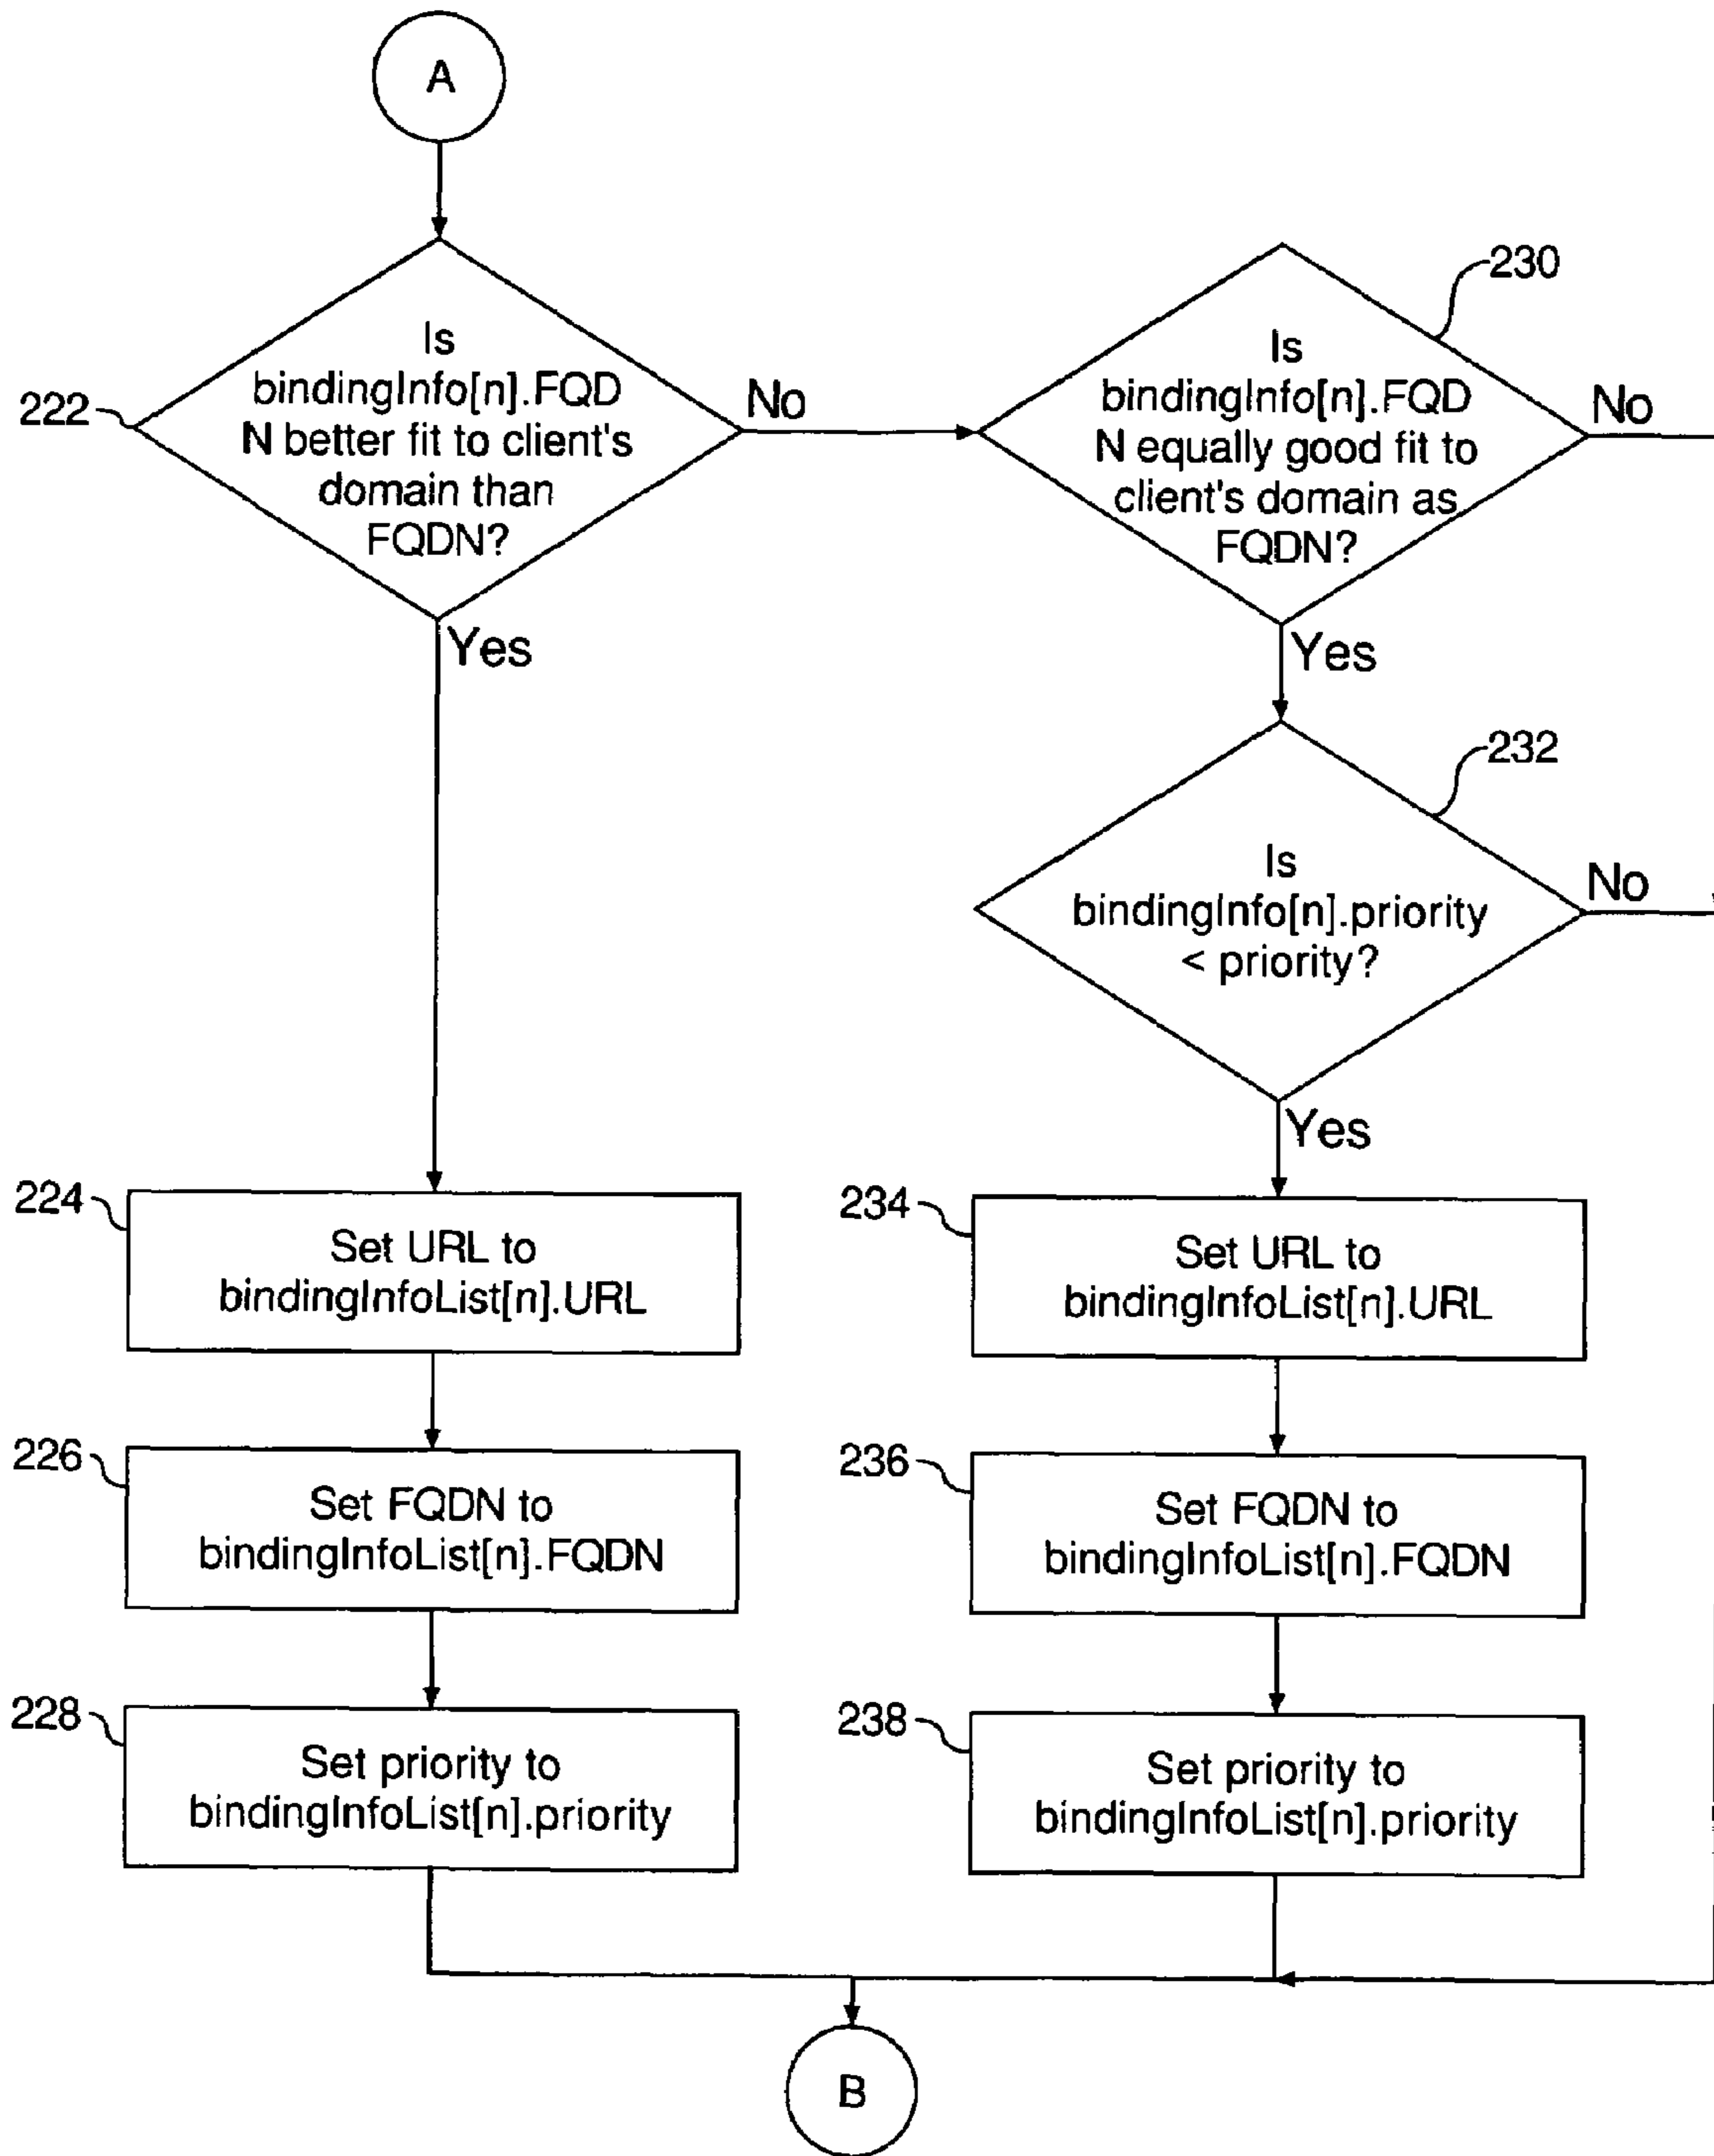 A
222
Is
bindingInfo[n].FQD
N better fit to client's
domain than
FQDN?
No
Yes
230
Is
bindingInfo[n].FQD
N equally good fit to
client's domain as
FQDN?
No
Yes
232
Is
bindingInfo[n].priority
< priority?
No
Yes
224
Set URL to
bindingInfoList[n].URL
234
Set URL to
bindingInfoList[n].URL
226
Set FQDN to
bindingInfoList[n].FQDN
236
Set FQDN to
bindingInfoList[n].FQDN
228
Set priority to
bindingInfoList[n].priority
238
Set priority to
bindingInfoList[n].priority
B